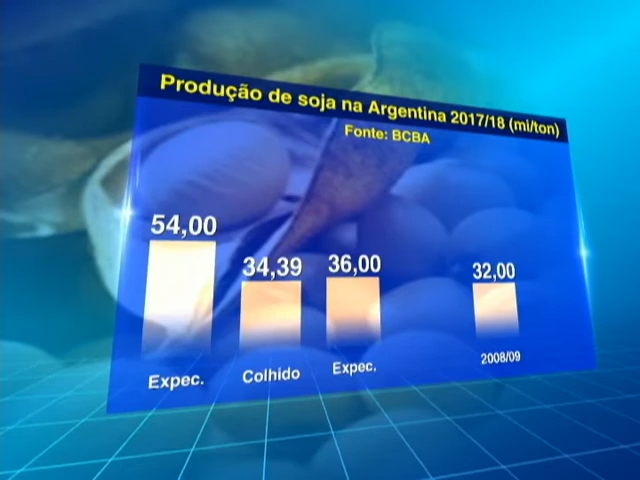 Produção de soja na Argentina 2017/18 (mi/ton)
Fonte: BCBA
54,00
34,39
36,00
32,00
Expec.
Colhido
Expec.
2008/09